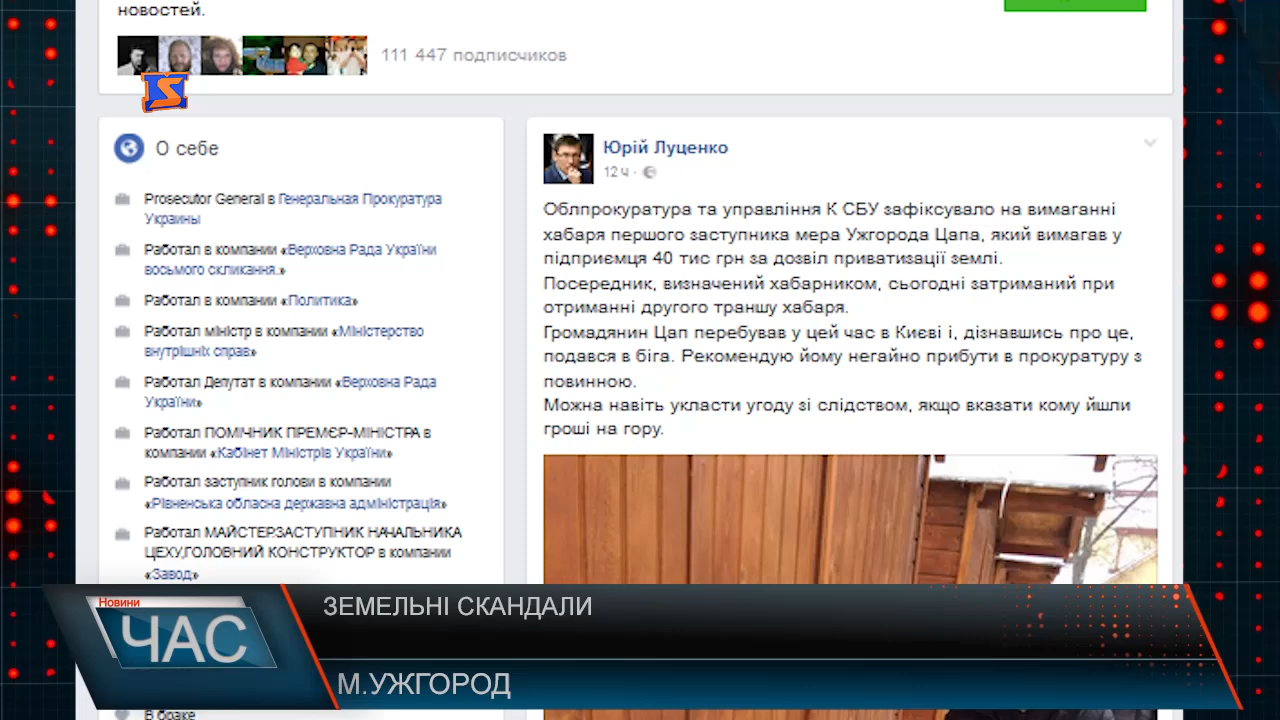 новостей.
111 447 подписчиков
О себе
Prosecutor General в Генеральная Прокуратура
Украины
Работал в компании «Верховна Рада України
восьмого скликання.»
Работал в компании «Политика»
Работал міністр в компании «Міністерство
внутрішніх справ»
Работал Депутат в компании «Верховна Рада
України»
Работал ПОМІЧНИК ПРЕМ'ЄР-МІНІСТРА в
компании «Кабінет Міністрів України»
Работал заступник голови в компании
«Рівненська обласна державна адміністрація»
Работал МАЙСТЕР,ЗАСТУПНИК НАЧАЛЬНИКА
ЦЕХУ,ГОЛОВНИЙ КОНСТРУКТОР в компании
«Завод»
В браке
Юрій Луценко
12 ч ·
Облпрокуратура та управління К СБУ зафіксувало на вимаганні
хабаря першого заступника мера Ужгорода Цапа, який вимагав у
підприємця 40 тис грн за дозвіл приватизації землі.
Посередник, визначений хабарником, сьогодні затриманий при
отриманні другого траншу хабаря.
Громадянин Цап перебував у цей час в Києві і, дізнавшись про це,
подався в біга. Рекомендую йому негайно прибути в прокуратуру з
повинною.
Можна навіть укласти угоду зі слідством, якщо вказати кому йшли
гроші на гору.
Новини
ЧАС
ЗЕМЕЛЬНІ СКАНДАЛИ
М.УЖГОРОД